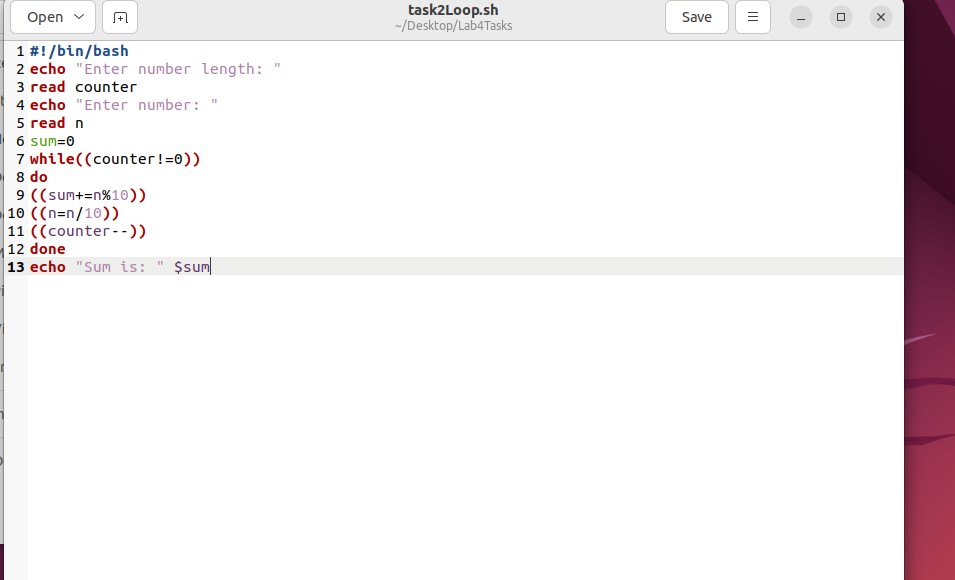 Open
task2Loop.sh
~/Desktop/Lab4Tasks
Save
1 #!/bin/bash
2 echo "Enter number length: "
3 read counter
4 echo "Enter number: "
5 read n
6 sum=0
7 while((counter!=0))
8 do
9 ((sum+=n%10))
10 ((n=n/10))
11 ((counter--))
12 done
13 echo "Sum is: " $sum